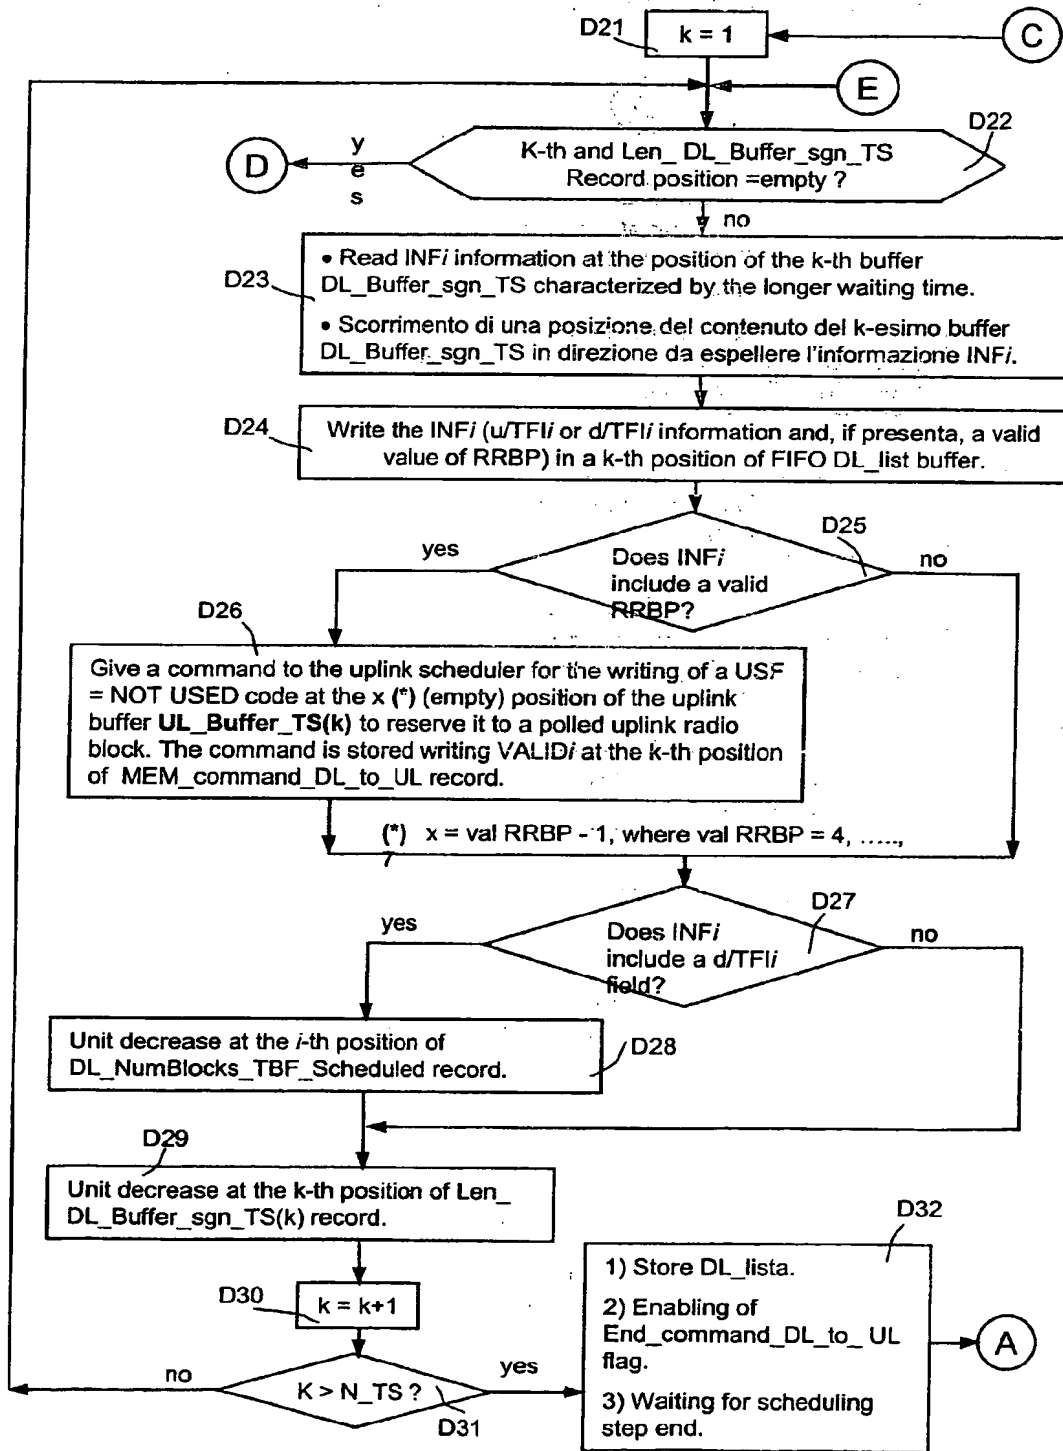 D21
k = 1
C
E
D22
D
yes
K-th and Len_ DL_Buffer_sgn_TS
Record position =empty ?
no
D23
• Read INFi information at the position of the k-th buffer
DL_Buffer_sgn_TS characterized by the longer waiting time.
• Scorrimento di una posizione del contenuto del k-esimo buffer
DL_Buffer_sgn_TS in direzione da espellere l'informazione INFi.
D24
Write the INFi (u/TFIi or d/TFIi information and, if presenta, a valid
value of RRBP) in a k-th position of FIFO DL_list buffer.
D25
yes
Does INFi
include a valid
RRBP?
no
D26
Give a command to the uplink scheduler for the writing of a USF
= NOT USED code at the x (*) (empty) position of the uplink
buffer UL_Buffer_TS(k) to reserve it to a polled uplink radio
block. The command is stored writing VALIDi at the k-th position
of MEM_command_DL_to_UL record.
(*) x = val RRBP - 1, where val RRBP = 4, .....,
7
D27
yes
Does INFi
include a d/TFIi
field?
no
Unit decrease at the i-th position of
DL_NumBlocks_TBF_Scheduled record.
D28
D29
Unit decrease at the k-th position of Len_
DL_Buffer_sgn_TS(k) record.
D30
k = k+1
no
K > N_TS ?
yes
D31
D32
1) Store DL_lista.
2) Enabling of
End_command_DL_to_ UL
flag.
3) Waiting for scheduling
step end.
A